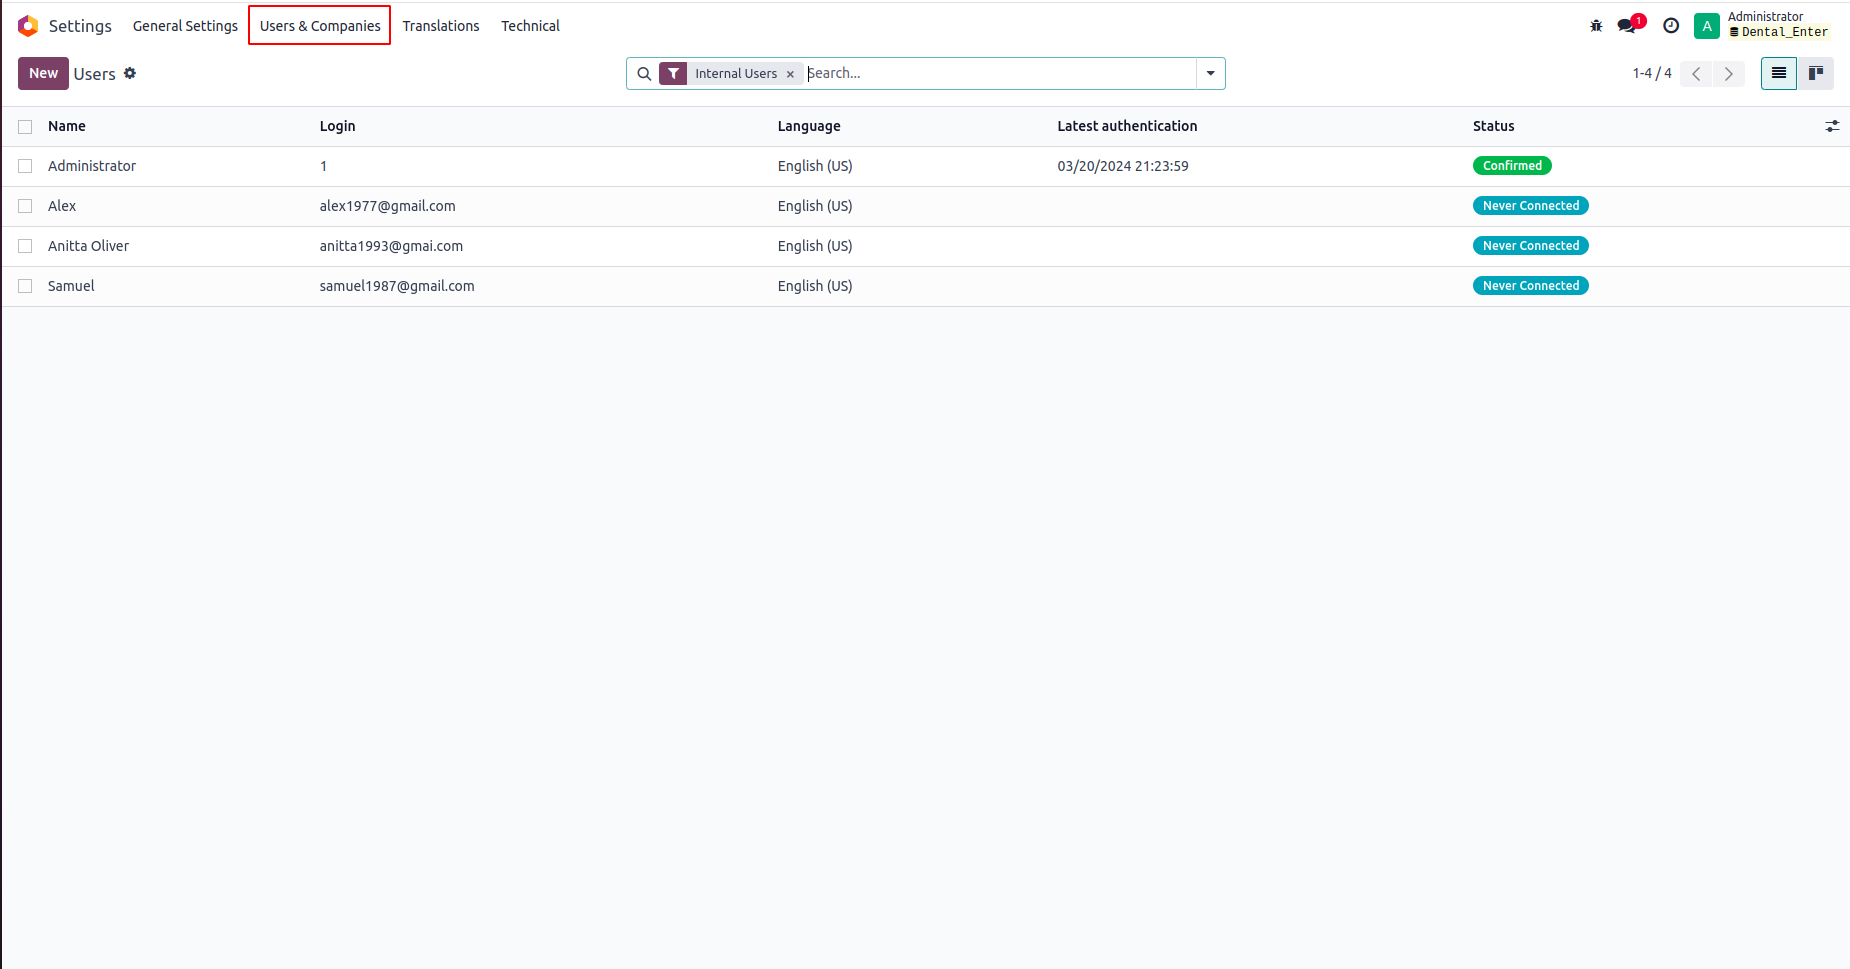 Settings General Settings Users & Companies Translations Technical 1 A Administrator
Dental_Enter
New Users Internal Users × Search... 1-4 / 4
Name Login Language Latest authentication Status
Administrator 1 English (US) 03/20/2024 21:23:59 Confirmed
Alex alex1977@gmail.com English (US) Never Connected
Anitta Oliver anitta1993@gmai.com English (US) Never Connected
Samuel samuel1987@gmail.com English (US) Never Connected